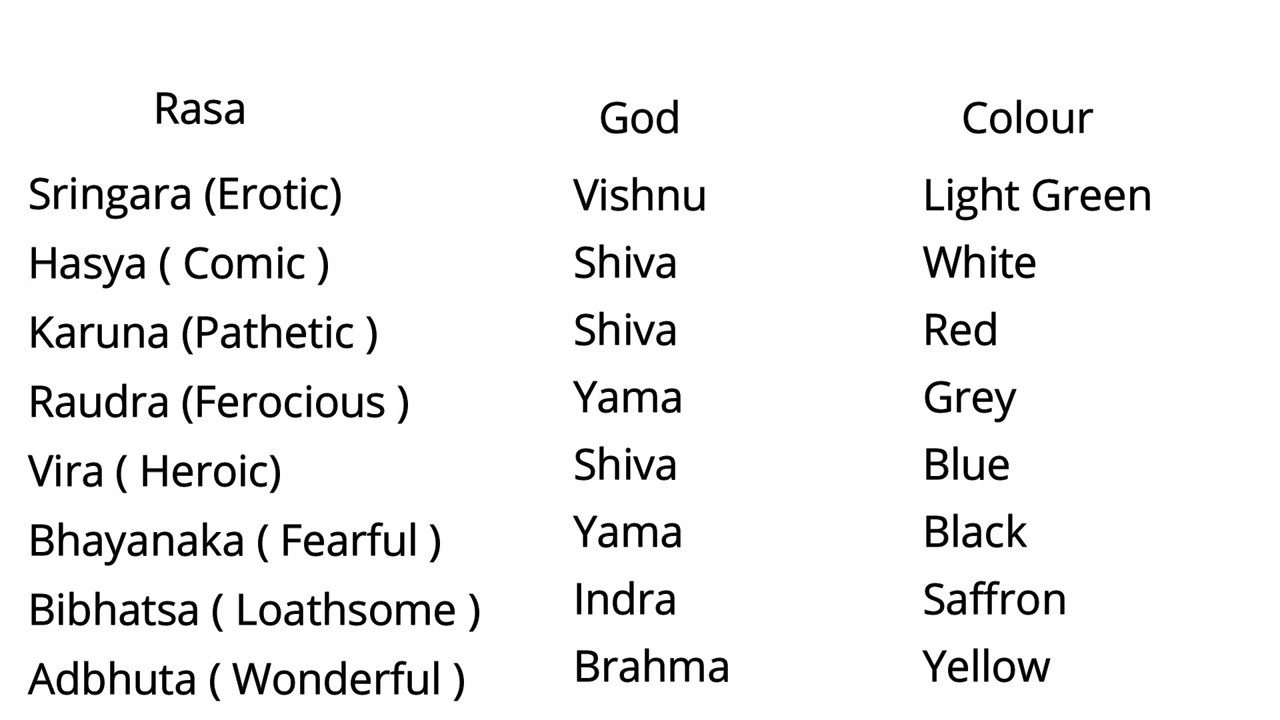 Rasa God Colour
Sringara (Erotic) Vishnu Light Green
Hasya ( Comic ) Shiva White
Karuna (Pathetic ) Shiva Red
Raudra (Ferocious ) Yama Grey
Vira ( Heroic) Shiva Blue
Bhayanaka ( Fearful ) Yama Black
Bibhatsa ( Loathsome ) Indra Saffron
Adbhuta ( Wonderful ) Brahma Yellow